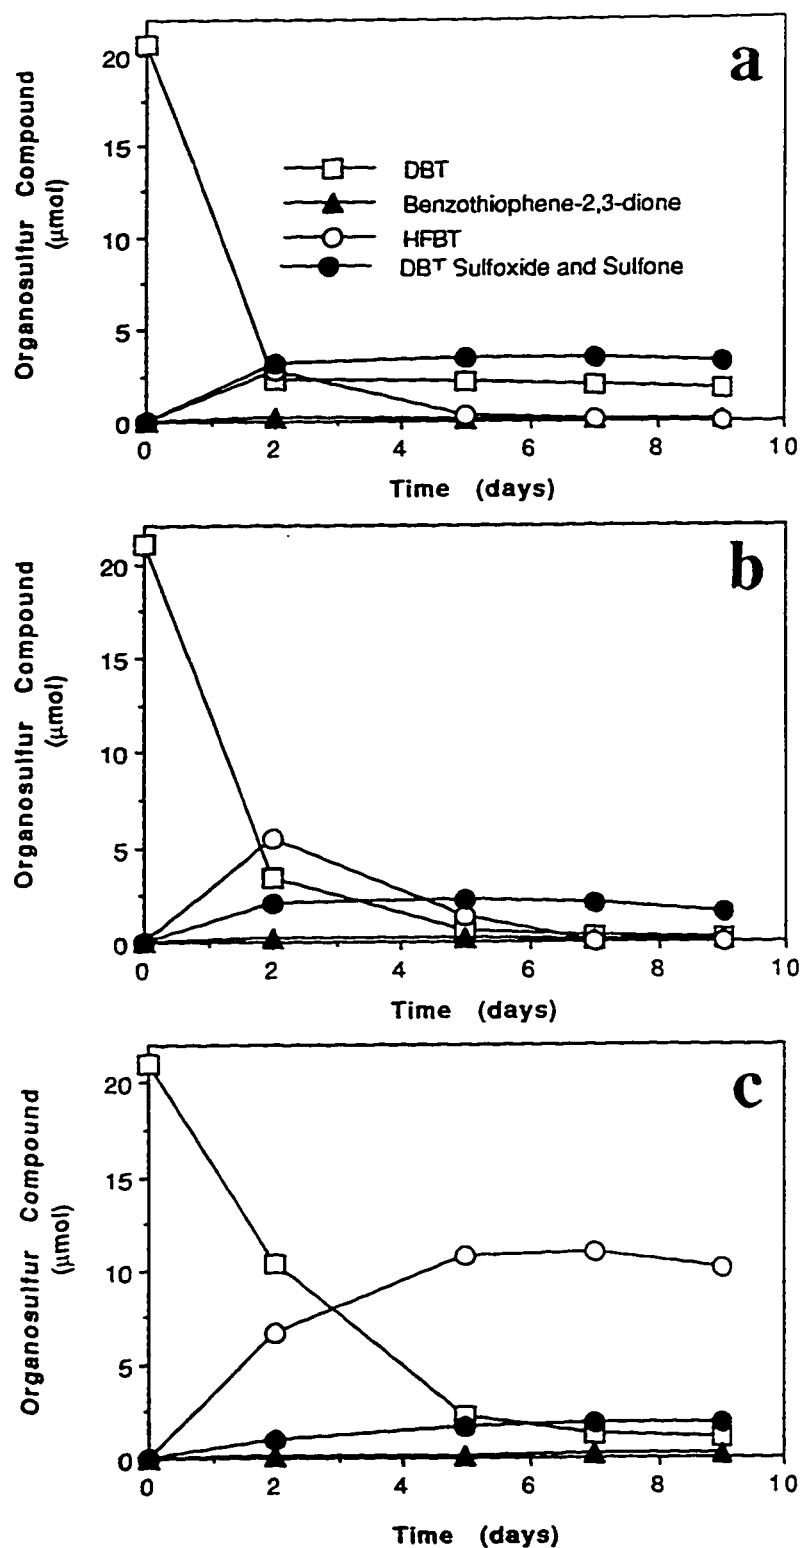 a
Organosulfur Compound
(μmol)
20
15
10
5
0
DBT
Benzothiophene-2,3-dione
HFBT
DBT Sulfoxide and Sulfone
0 2 4 6 8 10
Time (days)
b
Organosulfur Compound
(μmol)
20
15
10
5
0
0 2 4 6 8 10
Time (days)
c
Organosulfur Compound
(μmol)
20
15
10
5
0
0 2 4 6 8 10
Time (days)